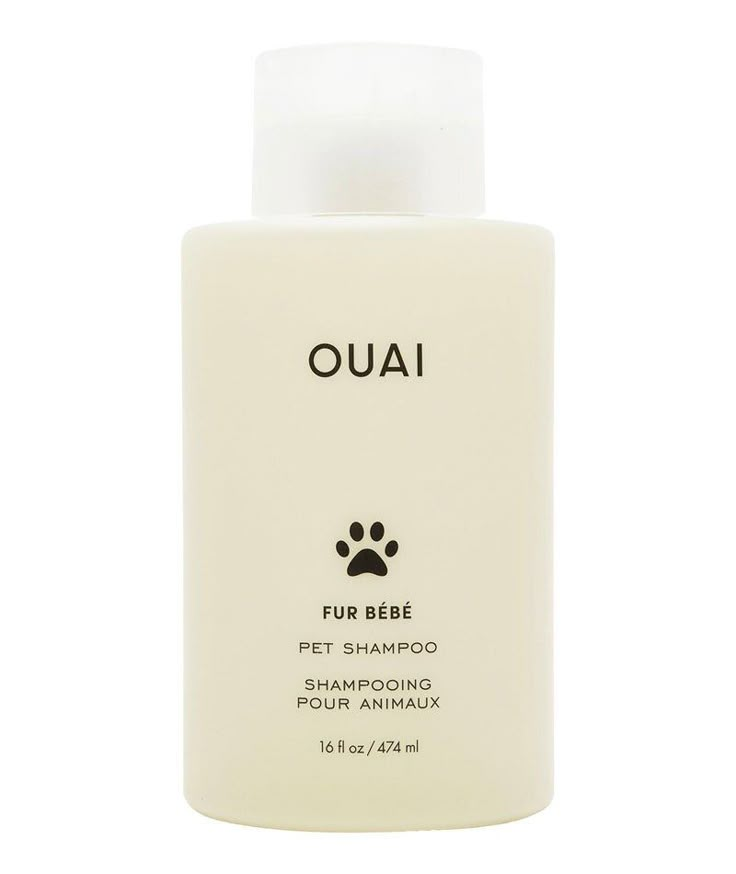 OUAI
FUR BÉBÉ
PET SHAMPOO
SHAMPOOING
POUR ANIMAUX
16 fl oz / 474 ml